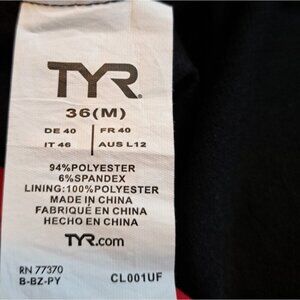 TYR
36(M)
DE 40 FR 40
IT 46 AUS L12
94%POLYESTER
6%SPANDEX
LINING:100%POLYESTER
MADE IN CHINA
FABRIQUÉ EN CHINA
HECHO EN CHINA
TYR.com
RN 77370
B-BZ-PY CL001UF